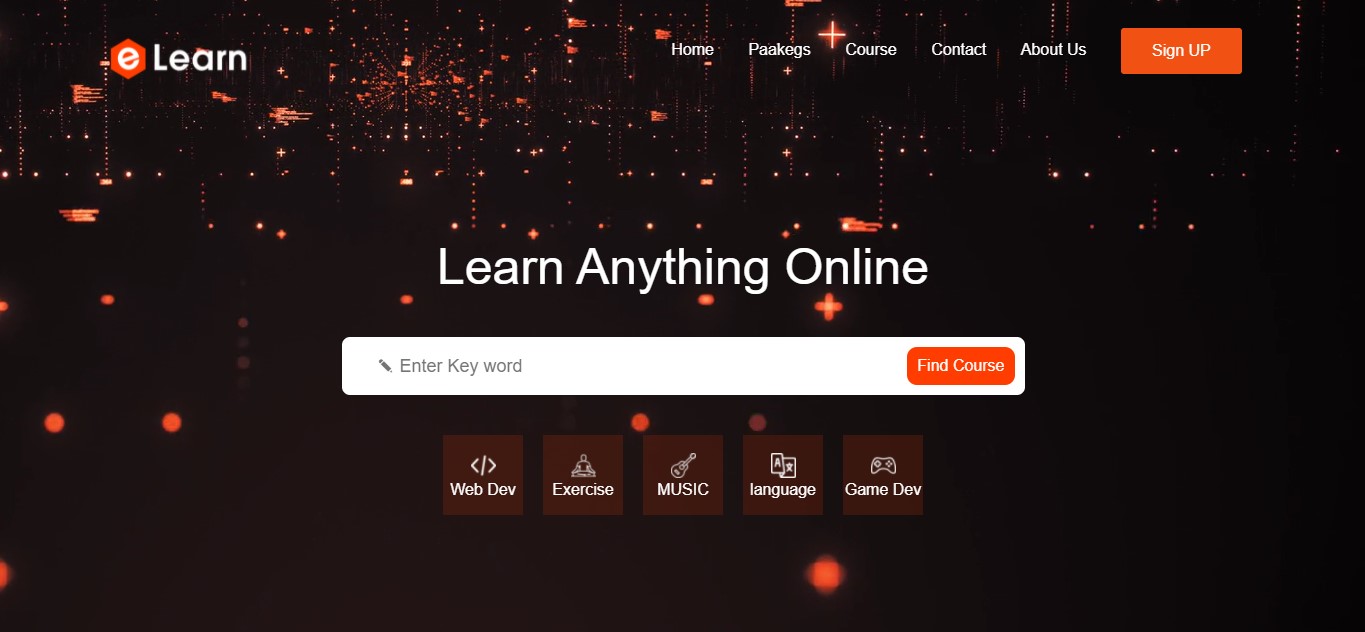 e Learn
Home Paakegs Course Contact About Us Sign UP
Learn Anything Online
Enter Key word Find Course
Web Dev Exercise MUSIC language Game Dev